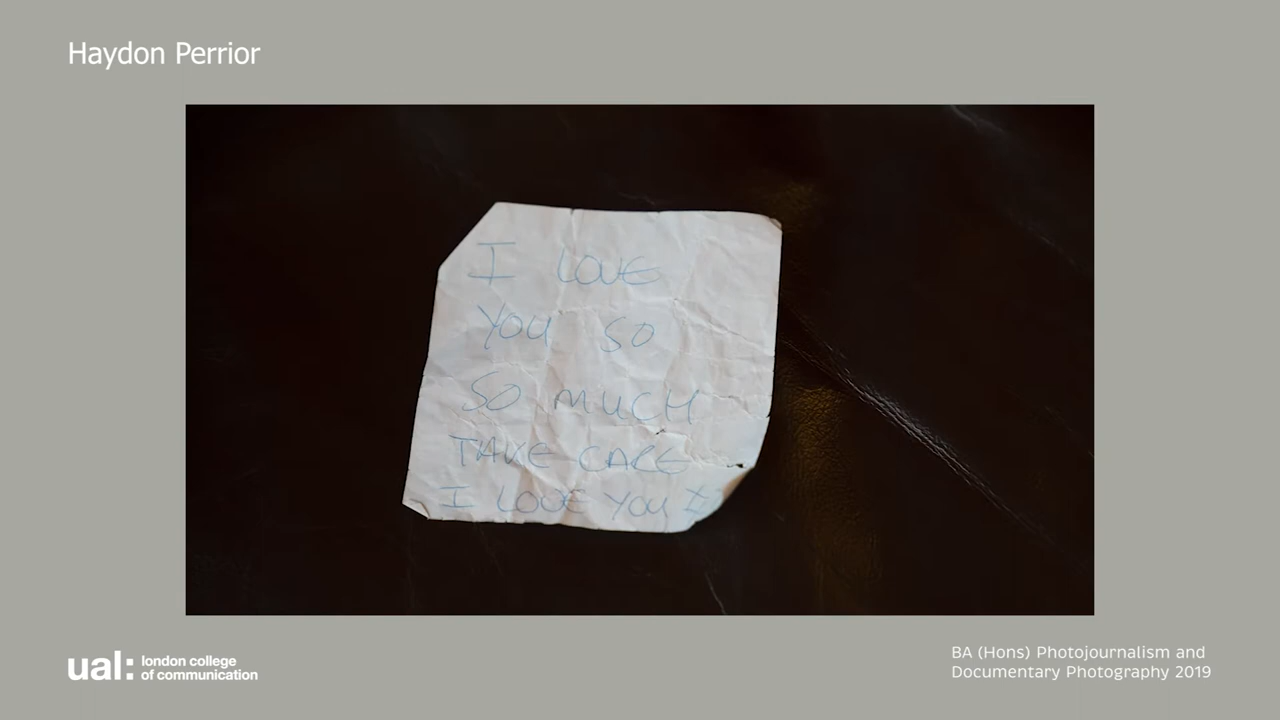 Haydon Perrior
I LOVE
YOU SO
SO MUCH
TAKE CARE
I LOVE YOU
ual: london college
of communication
BA (Hons) Photojournalism and
Documentary Photography 2019